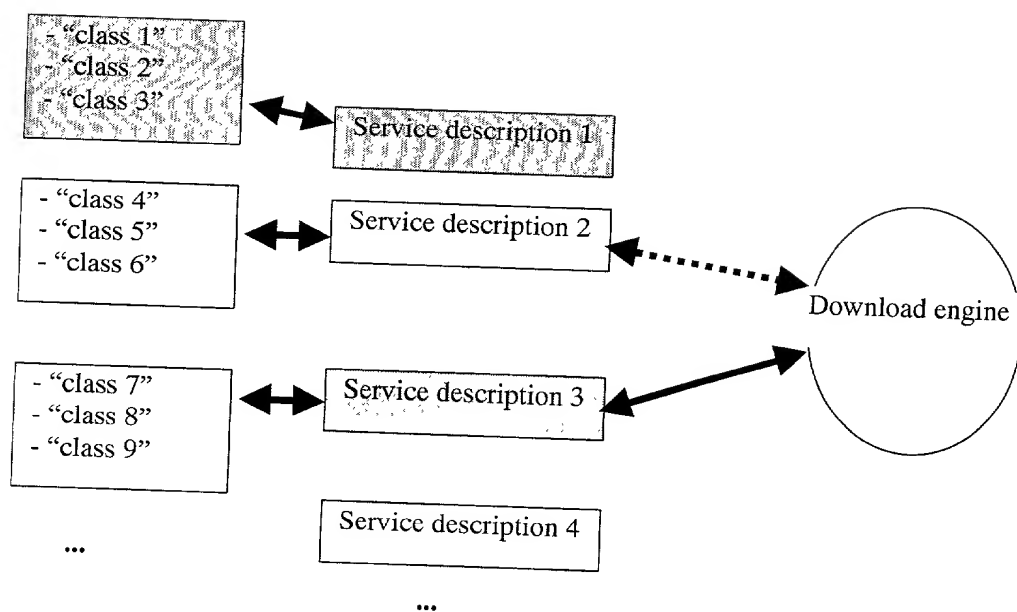 - “class 1”
- “class 2”
- “class 3”
Service description 1
- “class 4”
- “class 5”
- “class 6”
Service description 2
Download engine
- “class 7”
- “class 8”
- “class 9”
Service description 3
Service description 4
...
...